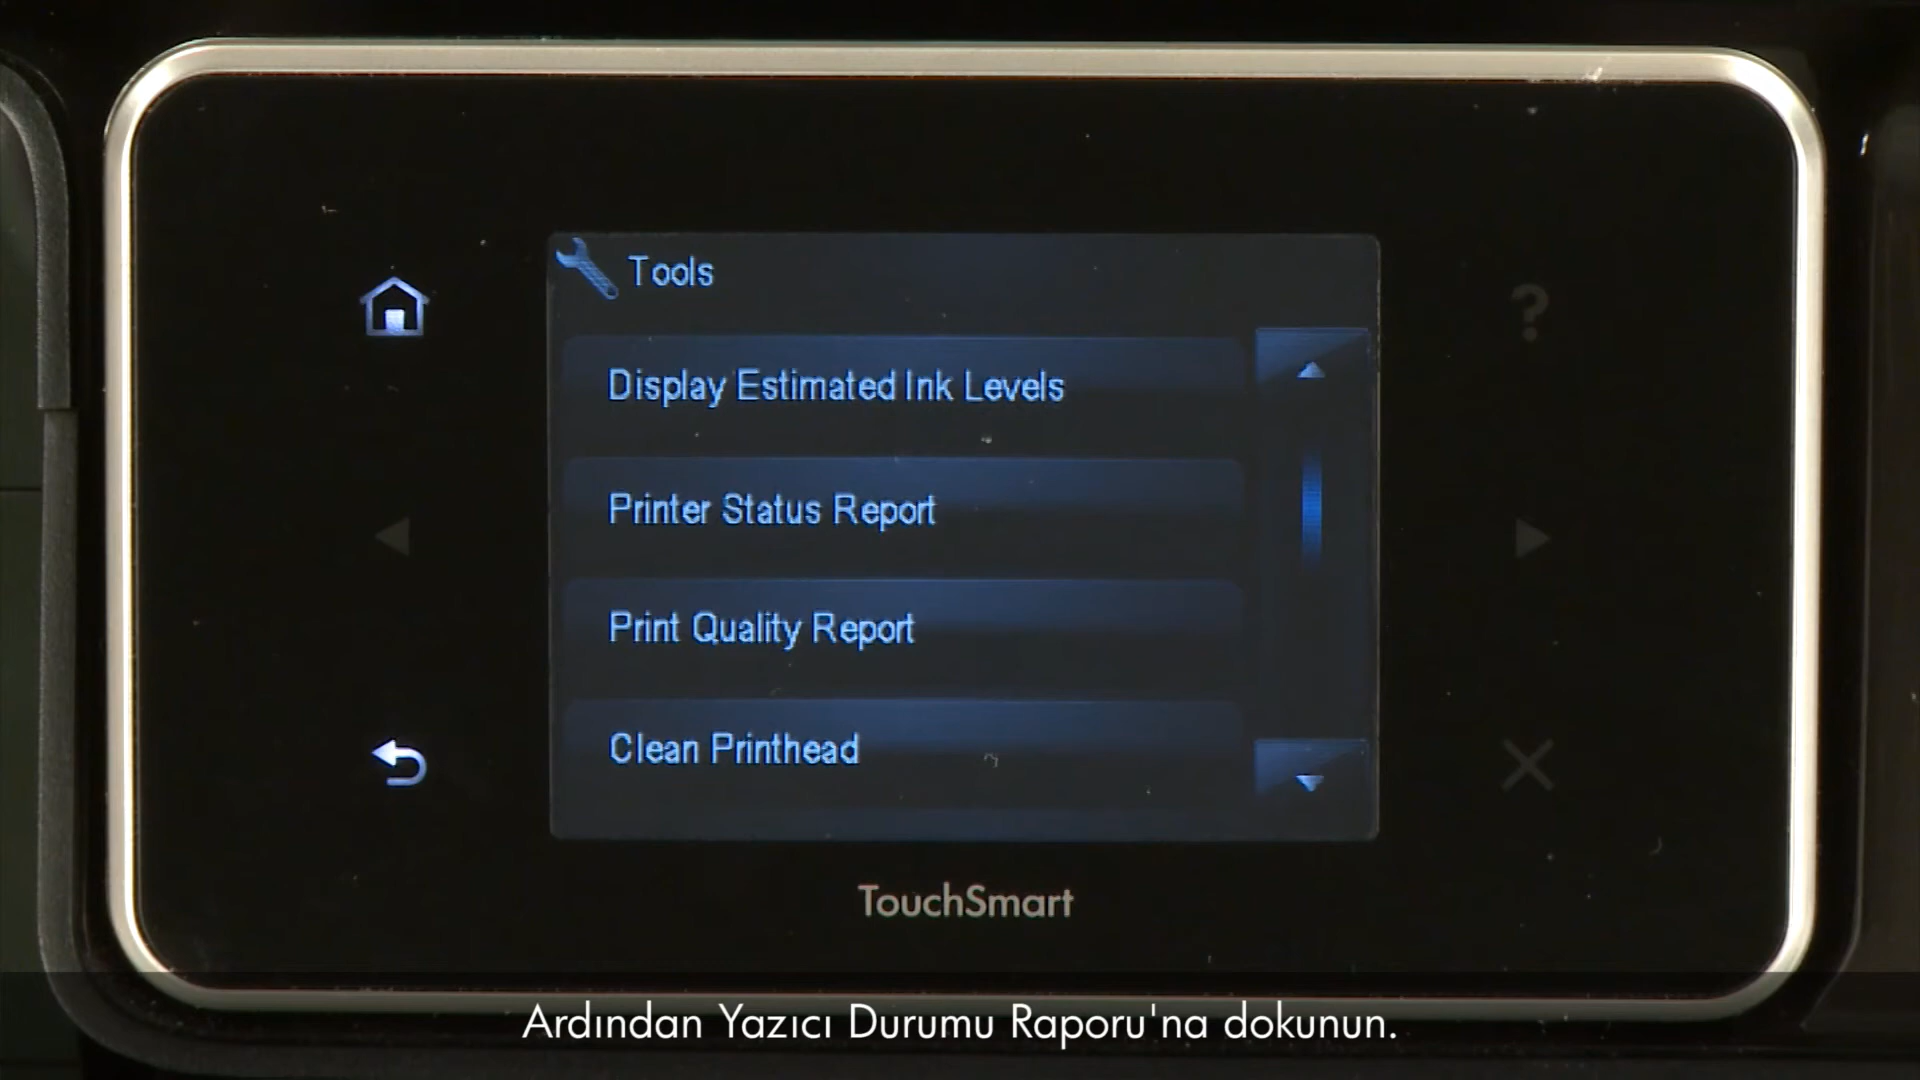 Tools
Display Estimated Ink Levels
Printer Status Report
Print Quality Report
Clean Printhead
?
TouchSmart
Ardından Yazıcı Durumu Raporu'na dokunun.